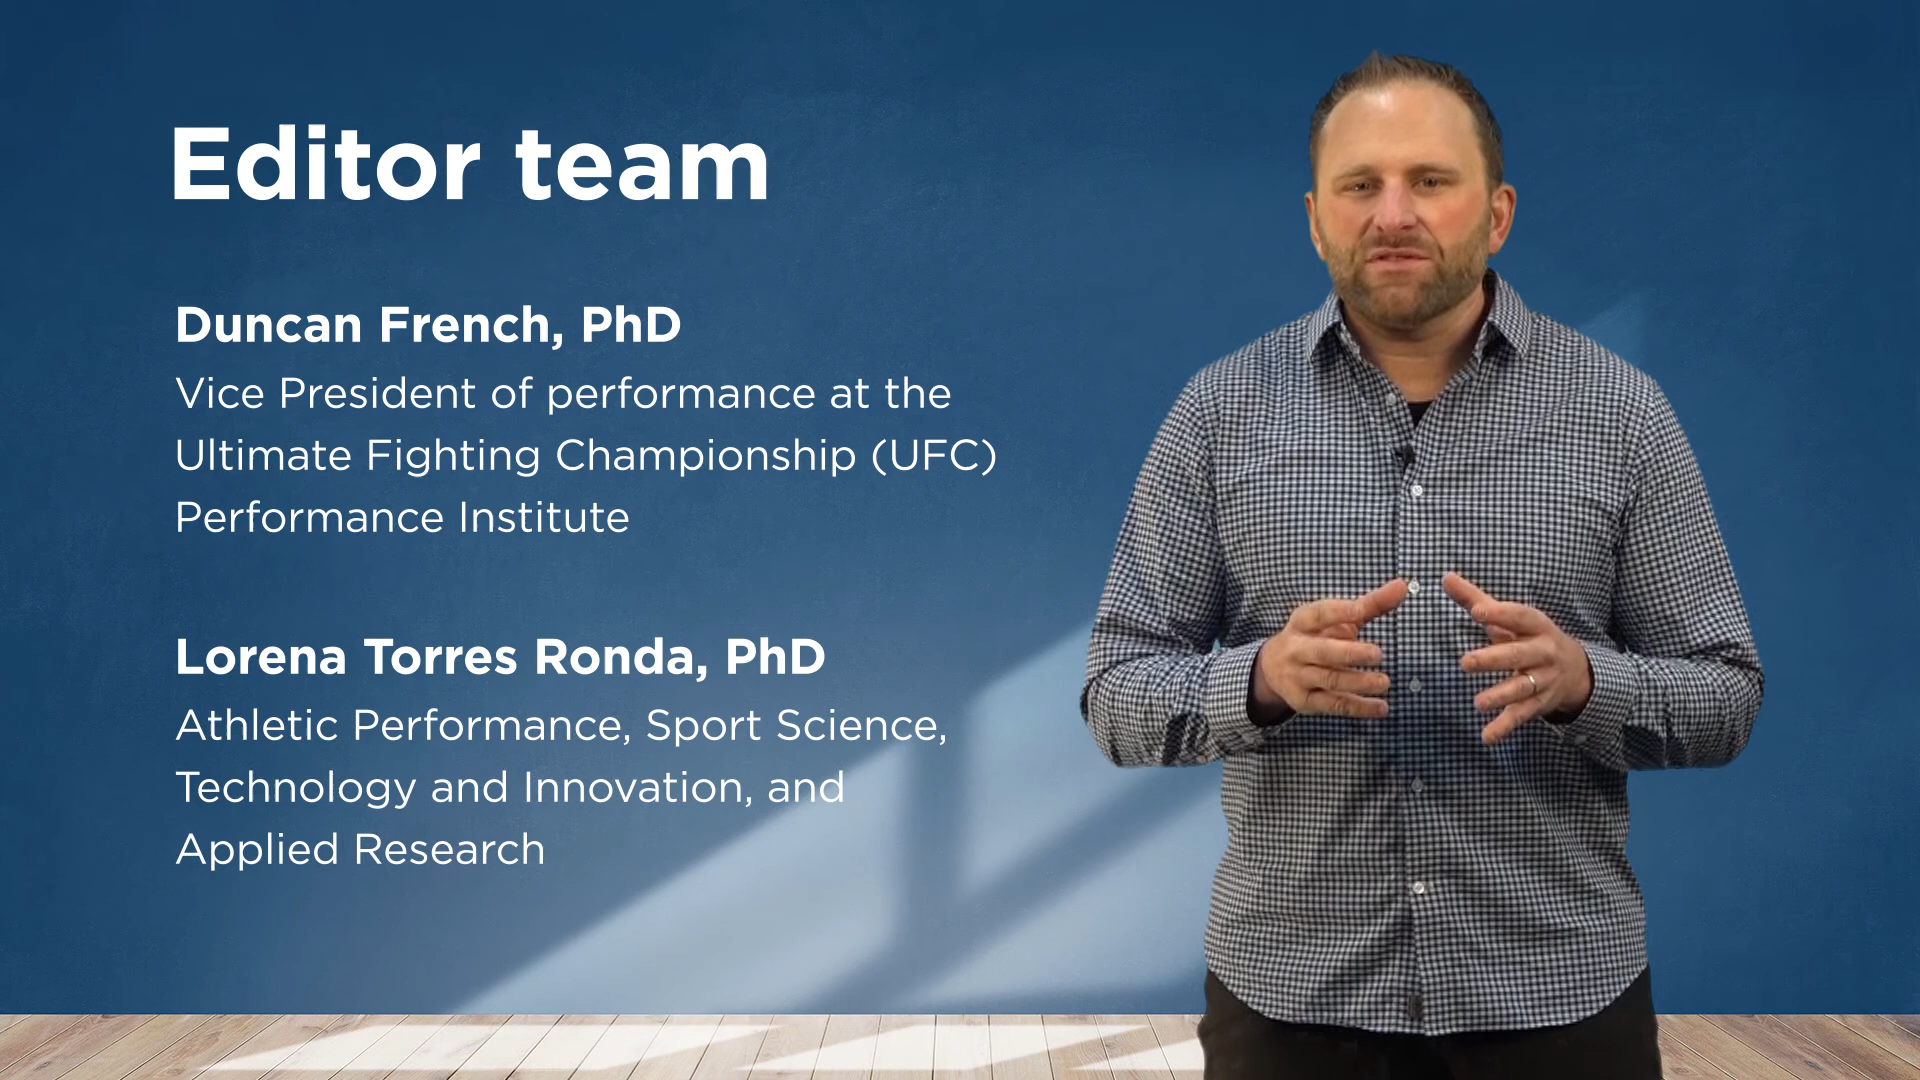 Editor team
Duncan French, PhD
Vice President of performance at the
Ultimate Fighting Championship (UFC)
Performance Institute
Lorena Torres Ronda, PhD
Athletic Performance, Sport Science,
Technology and Innovation, and
Applied Research